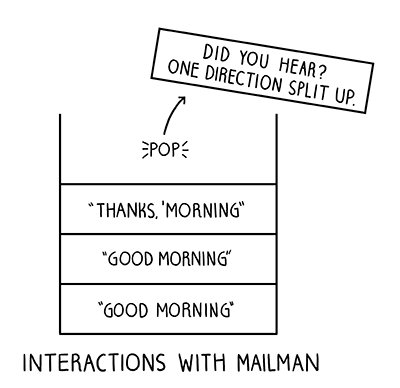 DID YOU HEAR?
ONE DIRECTION SPLIT UP.
POP
"THANKS, 'MORNING"
"GOOD MORNING"
"GOOD MORNING"
INTERACTIONS WITH MAILMAN